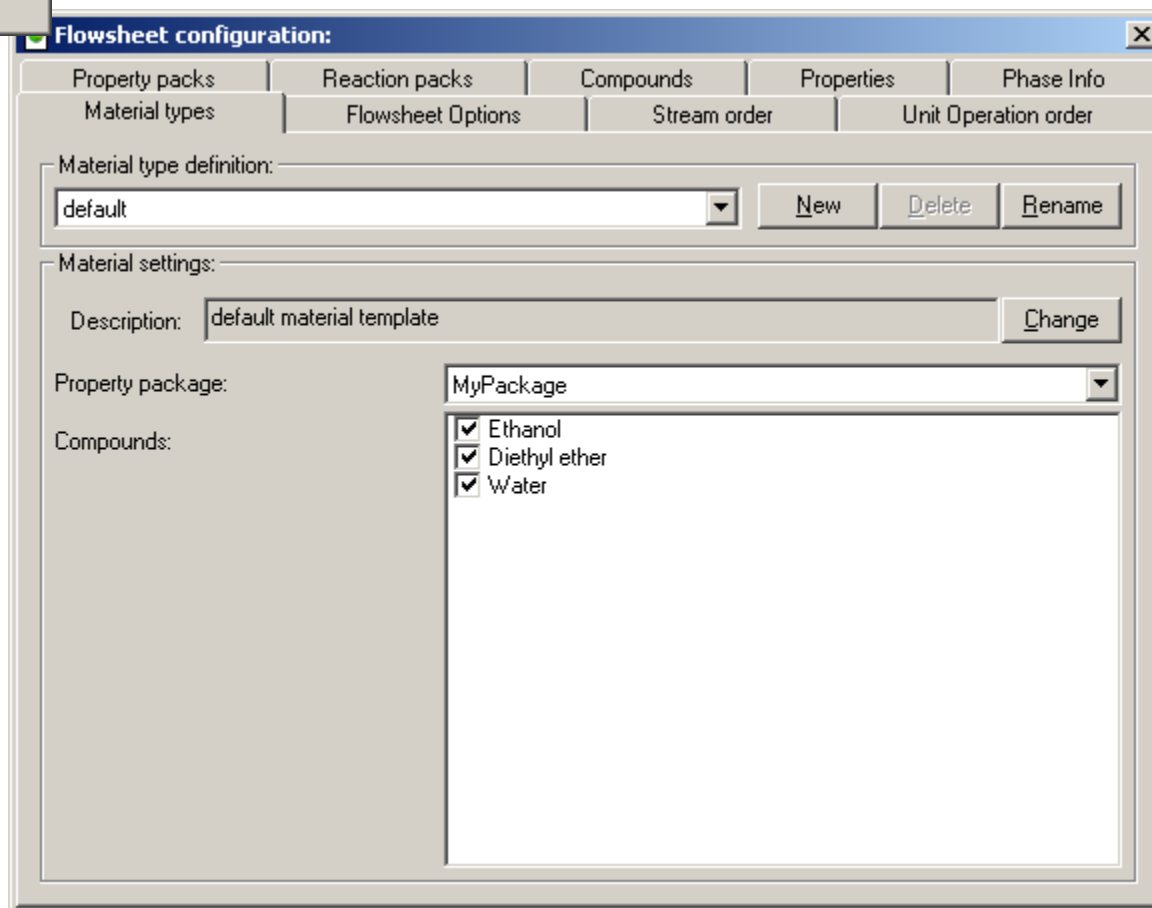 Flowsheet configuration:
Property packs Reaction packs Compounds Properties Phase Info
Material types Flowsheet Options Stream order Unit Operation order
Material type definition:
default New Delete Rename
Material settings:
Description: default material template Change
Property package: MyPackage
Compounds: Ethanol
Diethyl ether
Water